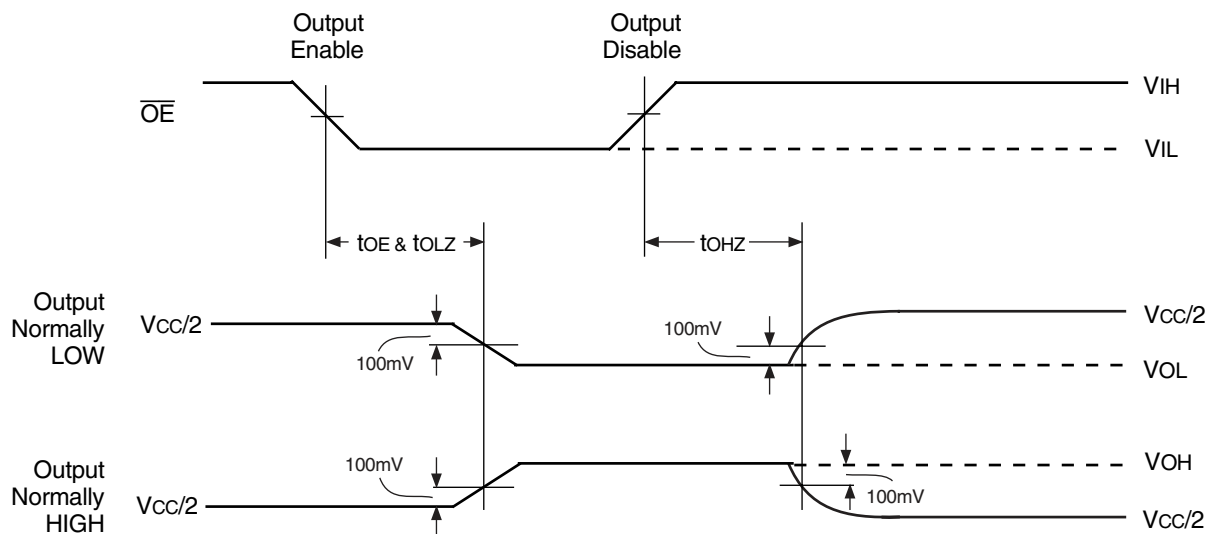 Output
Enable
Output
Disable
OE
VIH
VIL
tOE & tOLZ
tOHZ
Output
Normally
LOW
VCC/2
100mV
100mV
VCC/2
VOL
Output
Normally
HIGH
100mV
VCC/2
VOH
100mV
VCC/2